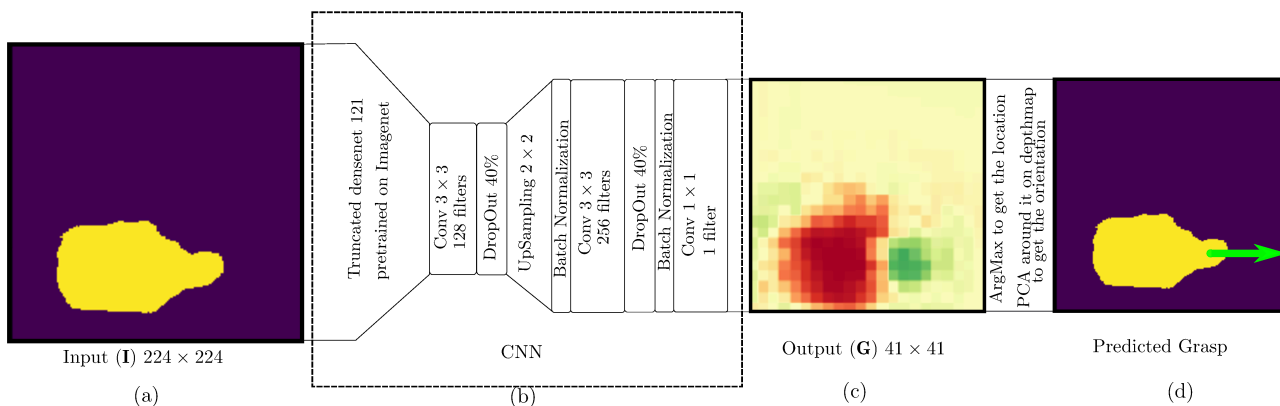 Truncated densenet 121
pretrained on Imagenet
Conv 3 × 3
128 filters
DropOut 40%
UpSampling 2 × 2
Batch Normalization
Conv 3 × 3
256 filters
DropOut 40%
Batch Normalization
Conv 1 × 1
1 filter
ArgMax to get the location
PCA around it on depthmap
to get the orientation
Input (I) 224 × 224
CNN
Output (G) 41 × 41
Predicted Grasp
(a)
(b)
(c)
(d)